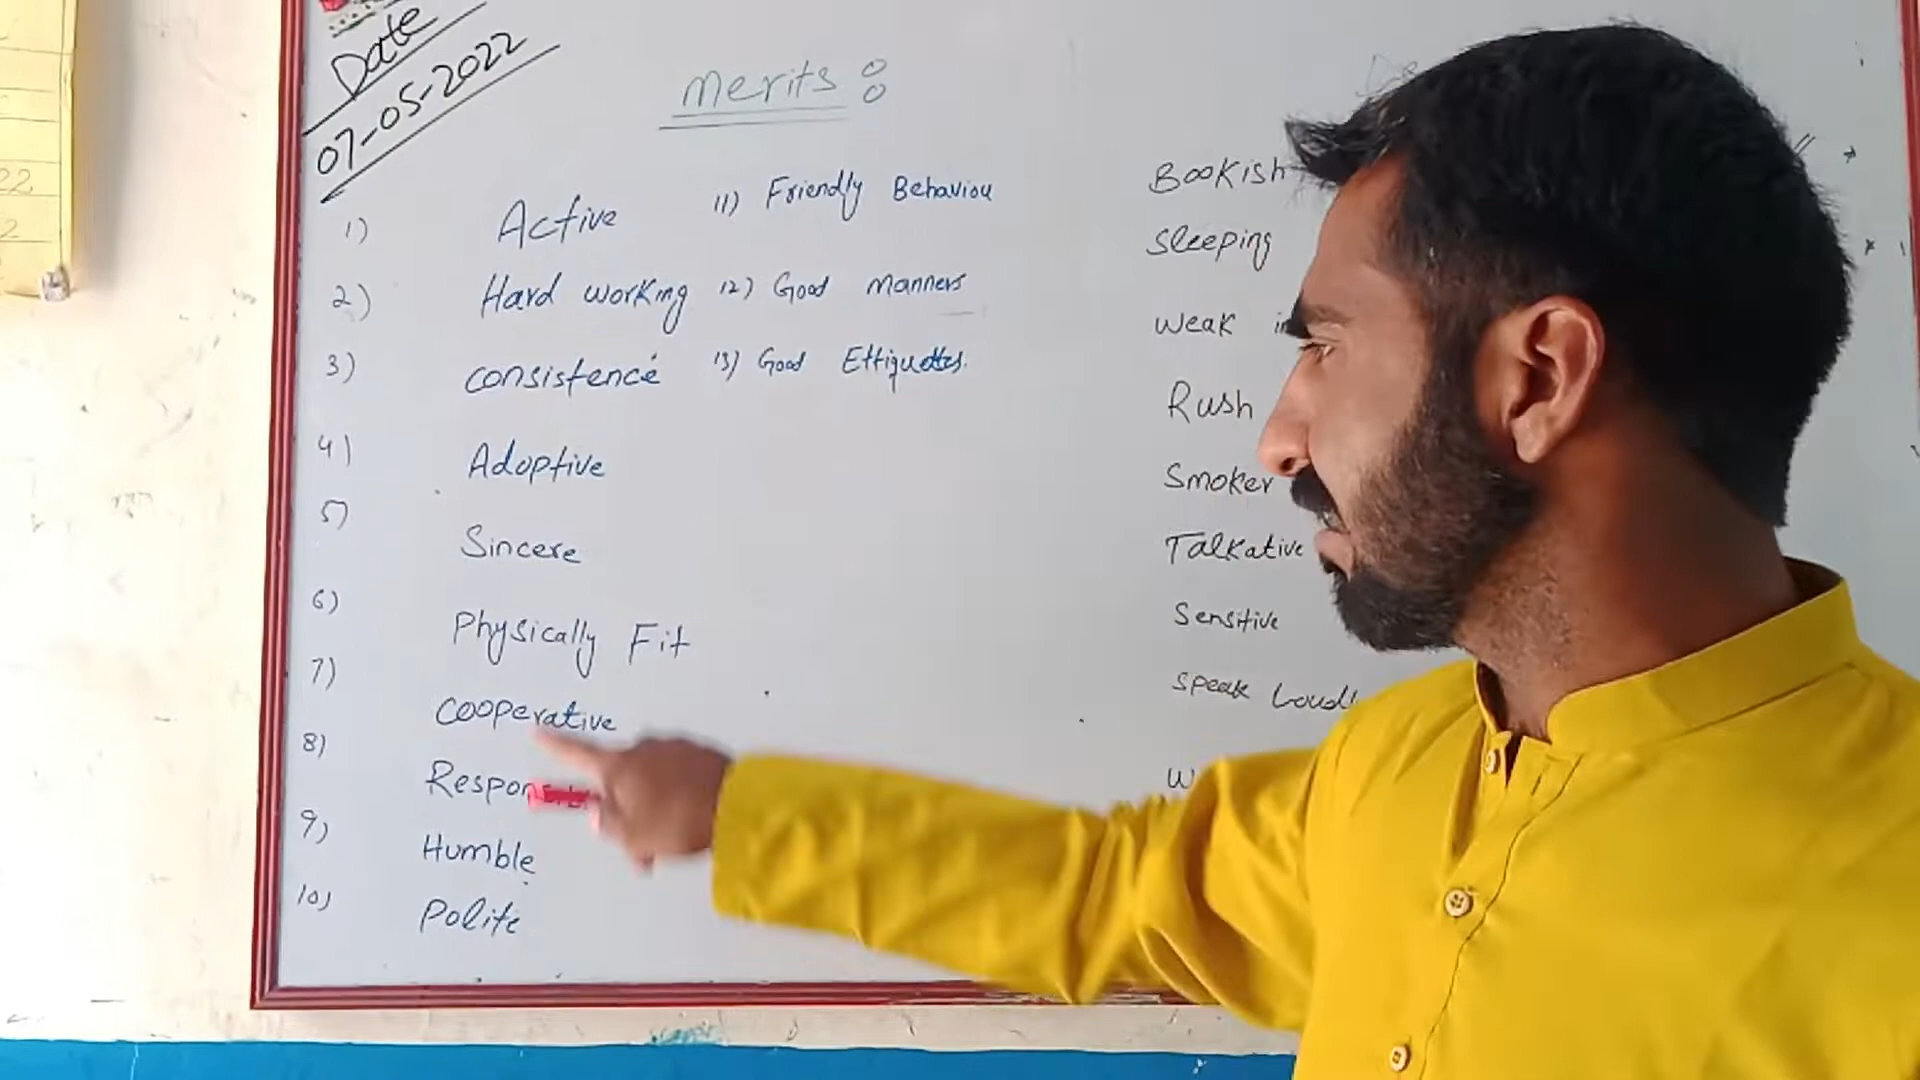 Date
07-05-2022
merits:
1) Active
2) Hard working
3) consistence
4) Adoptive
5) Sincere
6) Physically Fit
7) Cooperative
8)
9) Humble
10) Polite
11) Friendly Behaviou
12) Good manners
13) Good Ettiquettes.
Bookish
Sleeping
weak
Rush
Smoker
Talkative
Sensitive
speak
22
2